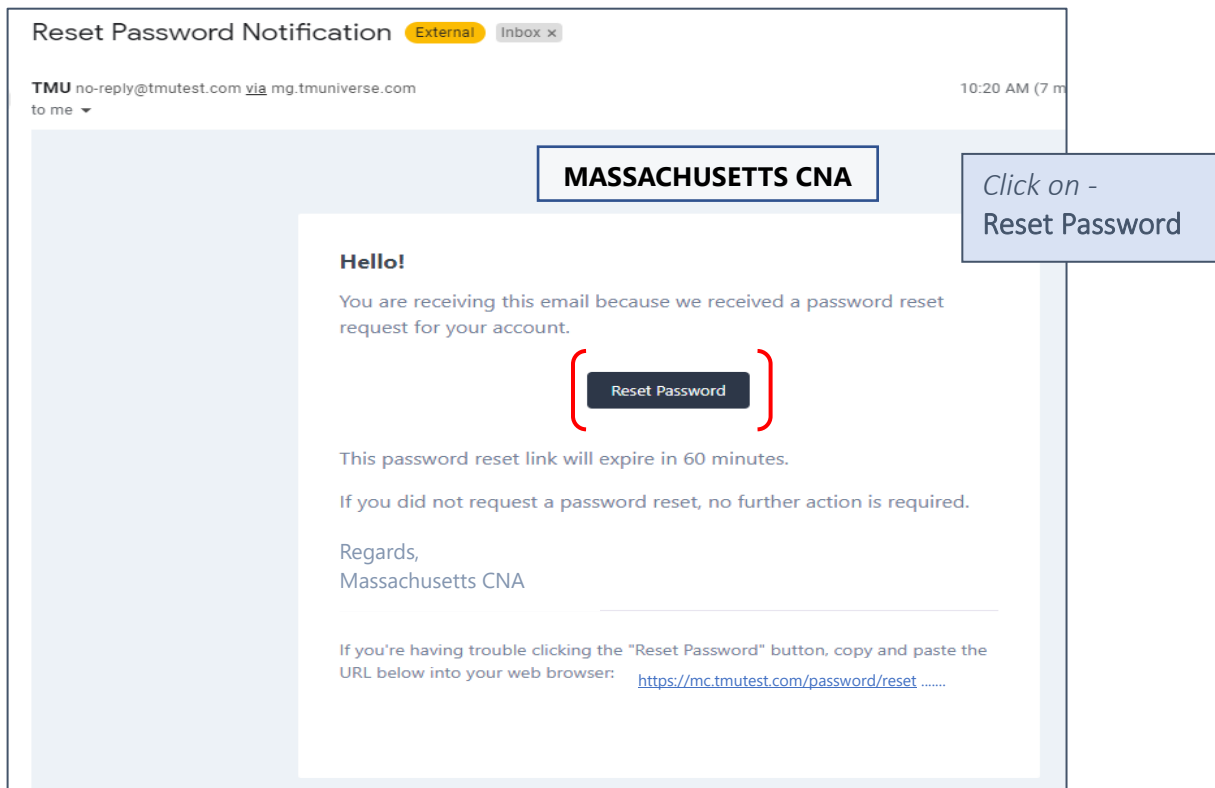 Reset Password Notification External Inbox x
TMU no-reply@tmutest.com via mg.tmuniverse.com 10:20 AM (7 m
to me
MASSACHUSETTS CNA
Click on -
Reset Password
Hello!
You are receiving this email because we received a password reset
request for your account.
Reset Password
This password reset link will expire in 60 minutes.
If you did not request a password reset, no further action is required.
Regards,
Massachusetts CNA
If you're having trouble clicking the "Reset Password" button, copy and paste the
URL below into your web browser: https://mc.tmutest.com/password/reset .......